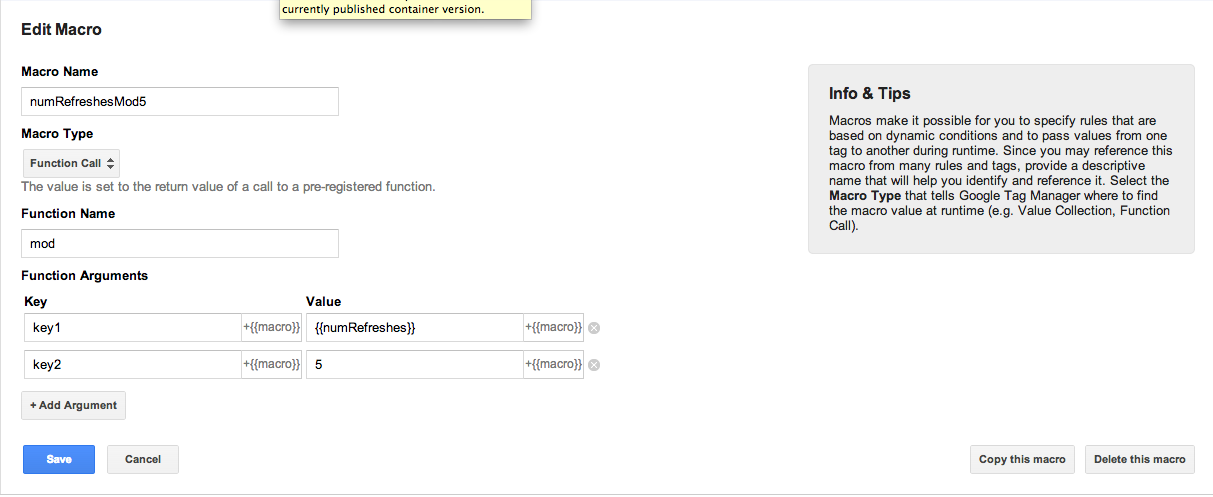 currently published container version.
Edit Macro
Macro Name
numRefreshesMod5
Macro Type
Function Call
The value is set to the return value of a call to a pre-registered function.
Function Name
mod
Function Arguments
Key Value
key1 +{{macro}} {{numRefreshes}} +{{macro}}
key2 +{{macro}} 5 +{{macro}}
+ Add Argument
Save Cancel
Info & Tips
Macros make it possible for you to specify rules that are
based on dynamic conditions and to pass values from one
tag to another during runtime. Since you may reference this
macro from many rules and tags, provide a descriptive
name that will help you identify and reference it. Select the
Macro Type that tells Google Tag Manager where to find
the macro value at runtime (e.g. Value Collection, Function
Call).
Copy this macro Delete this macro